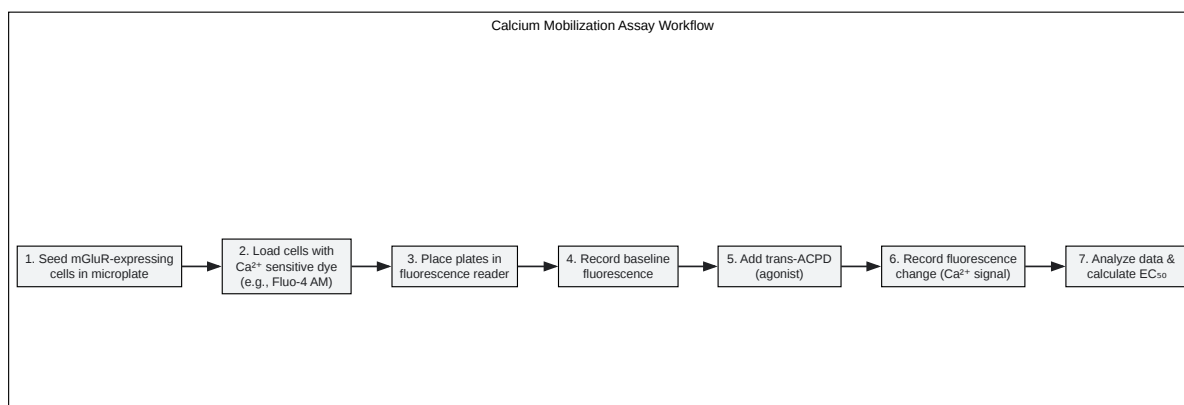 Calcium Mobilization Assay Workflow
1. Seed mGluR-expressing
cells in microplate
2. Load cells with
Ca²⁺ sensitive dye
(e.g., Fluo-4 AM)
3. Place plates in
fluorescence reader
4. Record baseline
fluorescence
5. Add trans-ACPD
(agonist)
6. Record fluorescence
change (Ca²⁺ signal)
7. Analyze data &
calculate EC₅₀